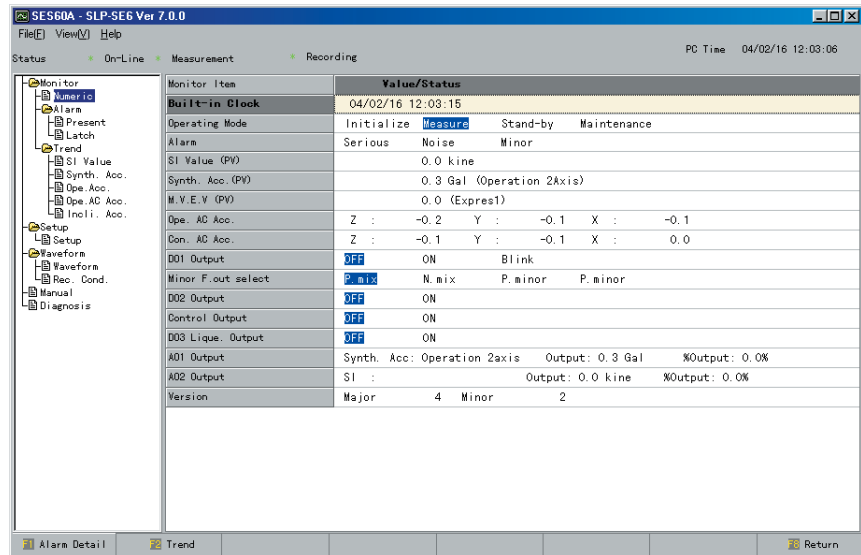 SES60A - SLP-SE6 Ver 7.0.0
File(F) View(V) Help
Status * On-Line * Measurement * Recording PC Time 04/02/16 12:03:06
Monitor
Numeric
Alarm
Present
Latch
Trend
SI Value
Synth. Acc.
Ope.Acc.
Ope.AC Acc.
Incli. Acc.
Setup
Setup
Waveform
Waveform
Rec. Cond.
Manual
Diagnosis
Monitor Item Value/Status
Built-in Clock 04/02/16 12:03:15
Operating Mode Initialize Measure Stand-by Maintenance
Alarm Serious Noise Minor
SI Value (PV) 0.0 kine
Synth. Acc.(PV) 0.3 Gal (Operation 2Axis)
M.V.E.V (PV) 0.0 (Expres1)
Ope. AC Acc. Z : -0.2 Y : -0.1 X : -0.1
Con. AC Acc. Z : -0.1 Y : -0.1 X : 0.0
DO1 Output OFF ON Blink
Minor F.out select P.mix N.mix P.minor P.minor
DO2 Output OFF ON
Control Output OFF ON
DO3 Lique. Output OFF ON
AO1 Output Synth. Acc: Operation 2axis Output: 0.3 Gal %Output: 0.0%
AO2 Output SI : Output: 0.0 kine %Output: 0.0%
Version Major 4 Minor 2
F1 Alarm Detail F2 Trend F8 Return